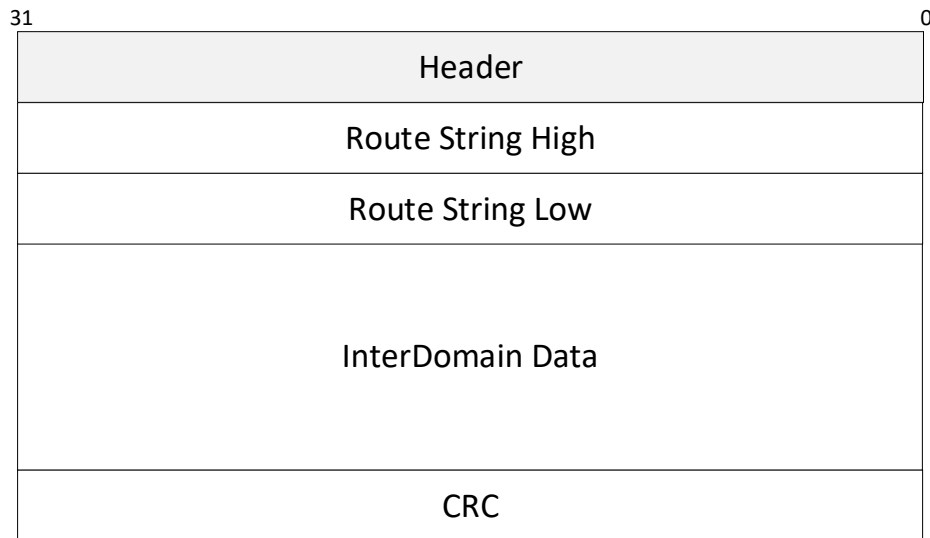 31 0
Header
Route String High
Route String Low
InterDomain Data
CRC